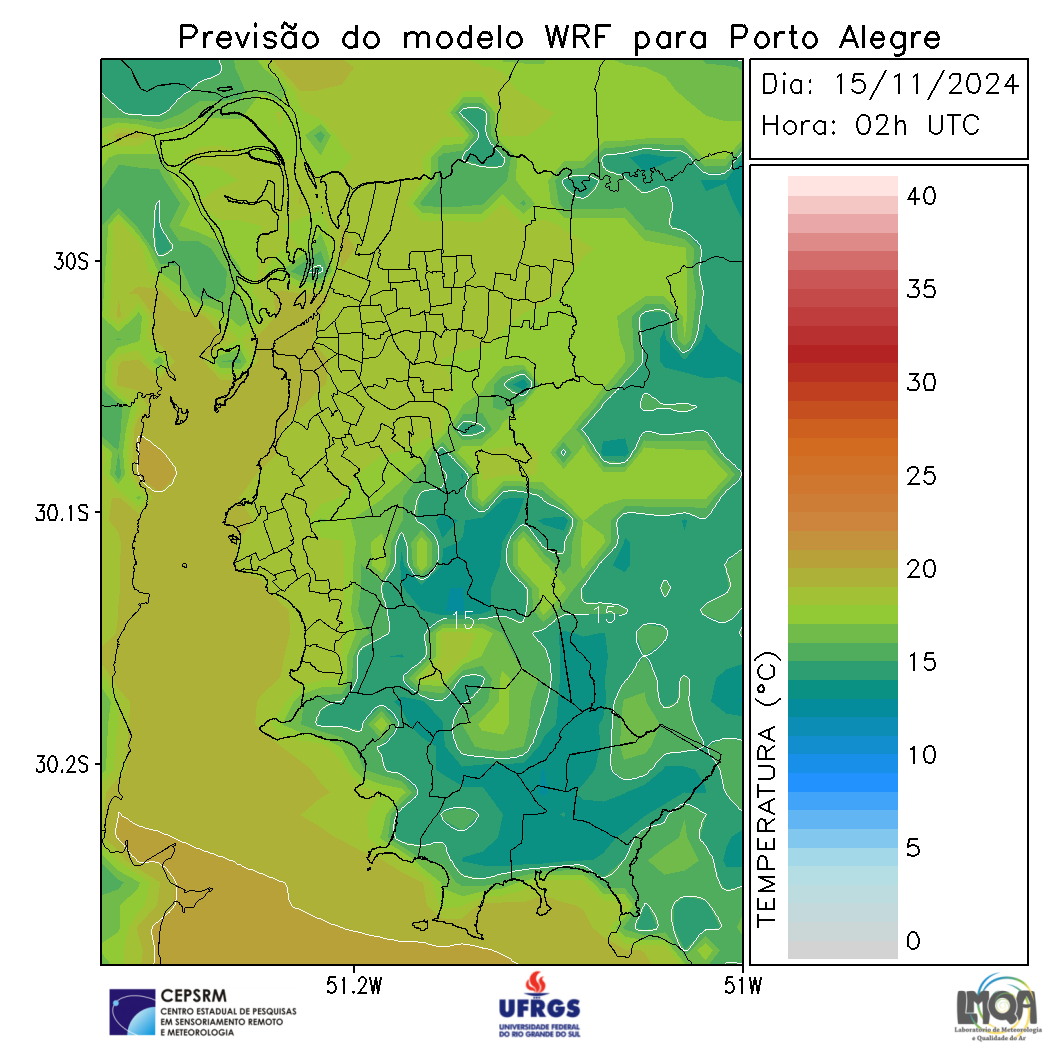 Previsão do modelo WRF para Porto Alegre
Dia: 15/11/2024
Hora: 02h UTC
40
35
30
25
20
15
10
5
0
TEMPERATURA (°C)
30S
30.1S
30.2S
51.2W
51W
15
15
CEPSRM
CENTRO ESTADUAL DE PESQUISAS
EM SENSORIAMENTO REMOTO
E METEOROLOGIA
UFRGS
UNIVERSIDADE FEDERAL
DO RIO GRANDE DO SUL
LMQA
Laboratório de Meteorologia
e Qualidade do Ar